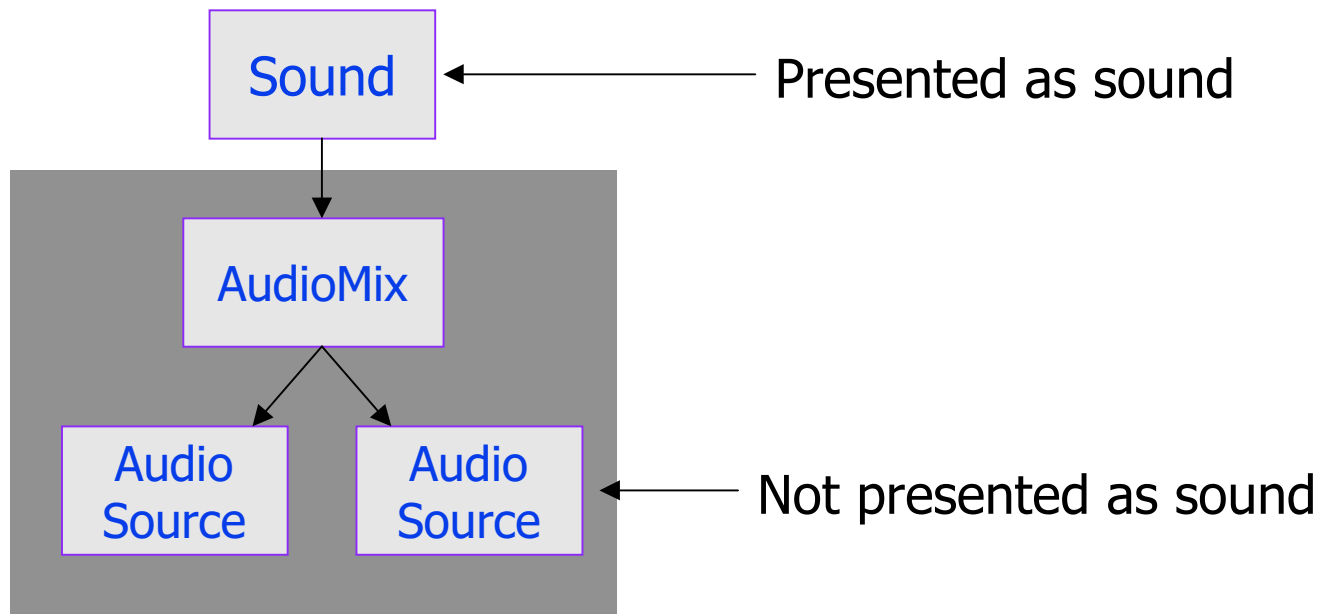 Sound
Presented as sound
AudioMix
Audio
Source
Audio
Source
Not presented as sound